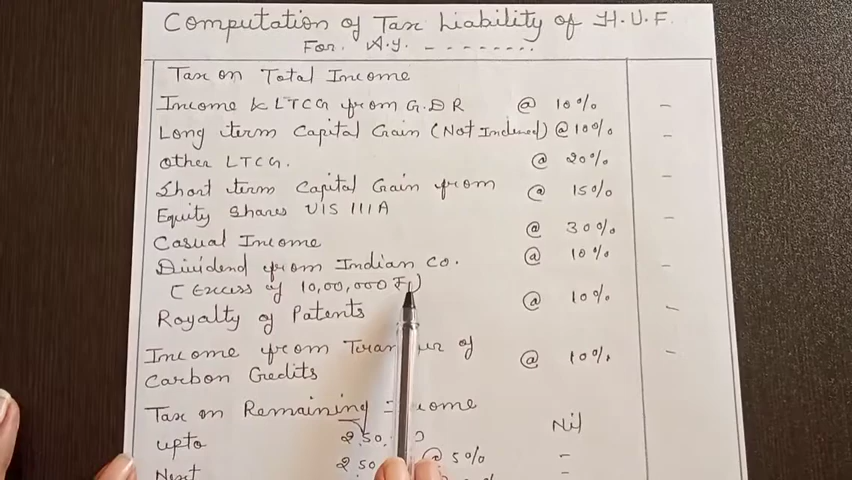 Computation of Tax Liability of H.U.F.
For. A.y. - - - - - - - -
Tax on Total Income
Income & LTCG from G.D R @ 10% -
Long term Capital Gain (Not Indexed) @ 10% -
Other LTCG. @ 20% -
Short term Capital Gain from @ 15% -
Equity Shares U/S 111A
Casual Income @ 30% -
Dividend from Indian Co. @ 10% -
(Excess of 10,00,000 ₹)
Royalty of Patents @ 10% -
Income from of @ 10% -
Carbon Credits
Tax on Remaining
upto Nil
Next @ 5% -